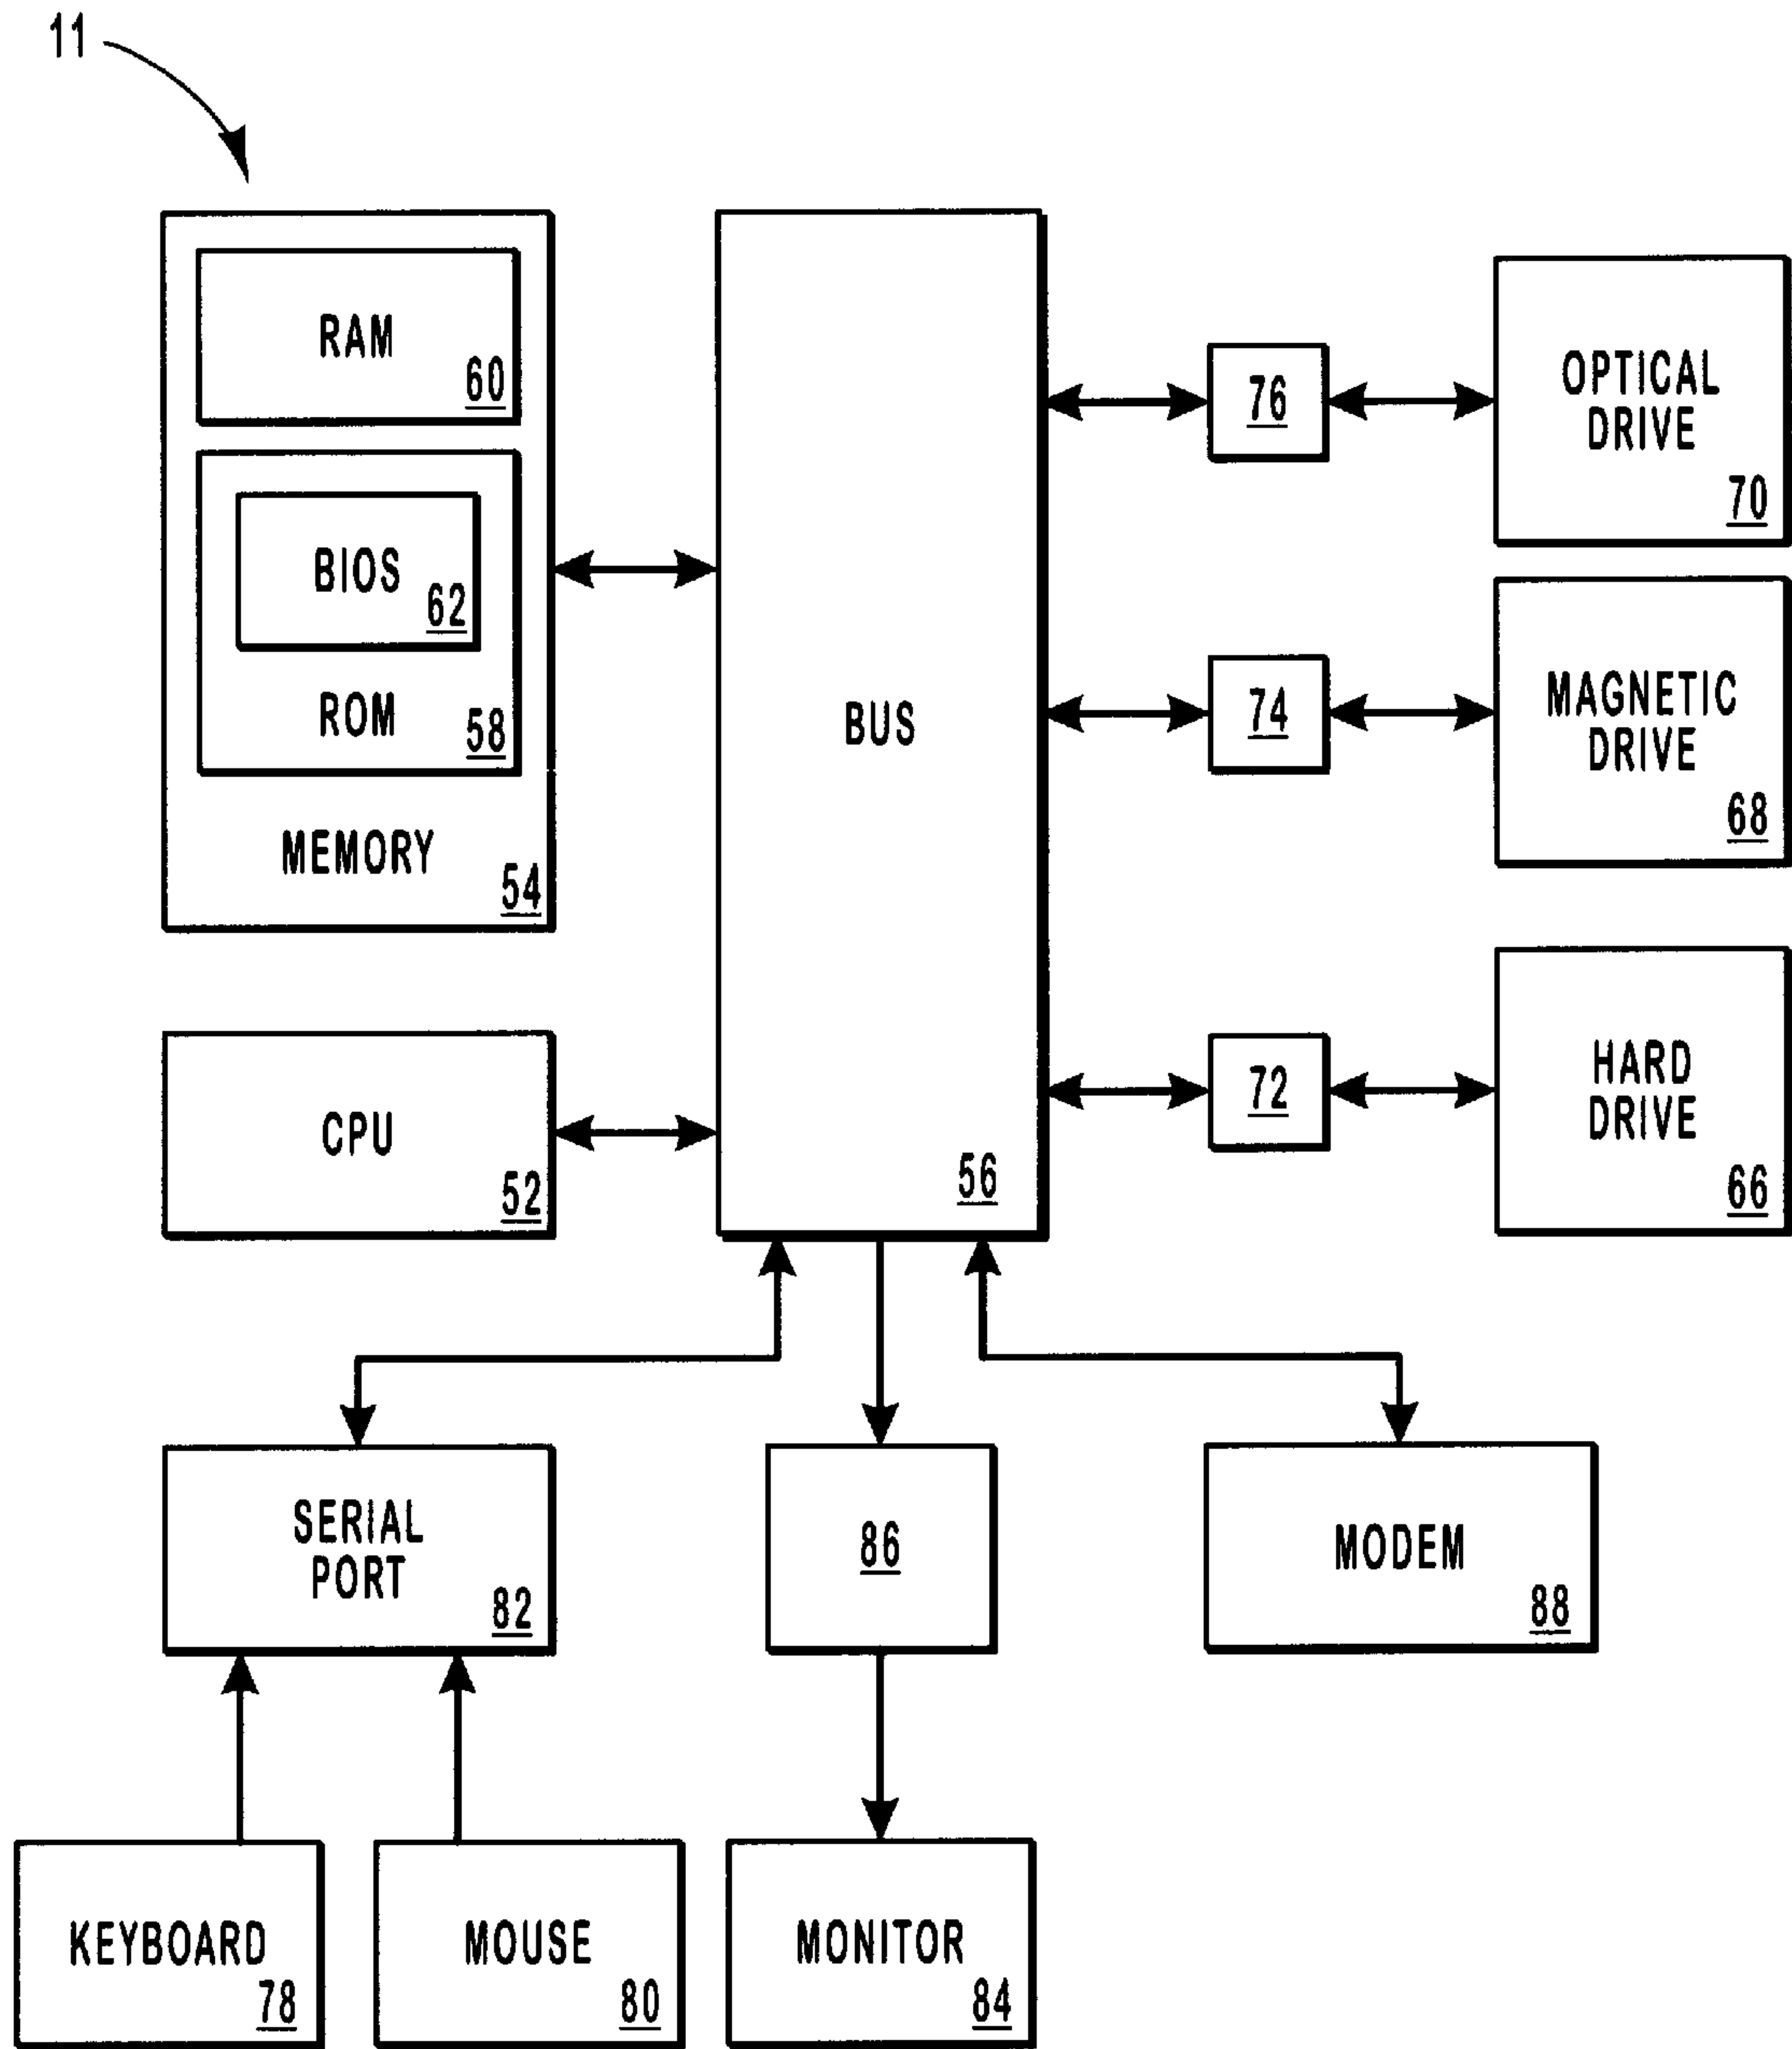 11
RAM
60
BIOS
62
ROM
58
MEMORY
54
CPU
52
BUS
56
76
OPTICAL
DRIVE
70
74
MAGNETIC
DRIVE
68
72
HARD
DRIVE
66
SERIAL
PORT
82
86
MODEM
88
KEYBOARD
78
MOUSE
80
MONITOR
84